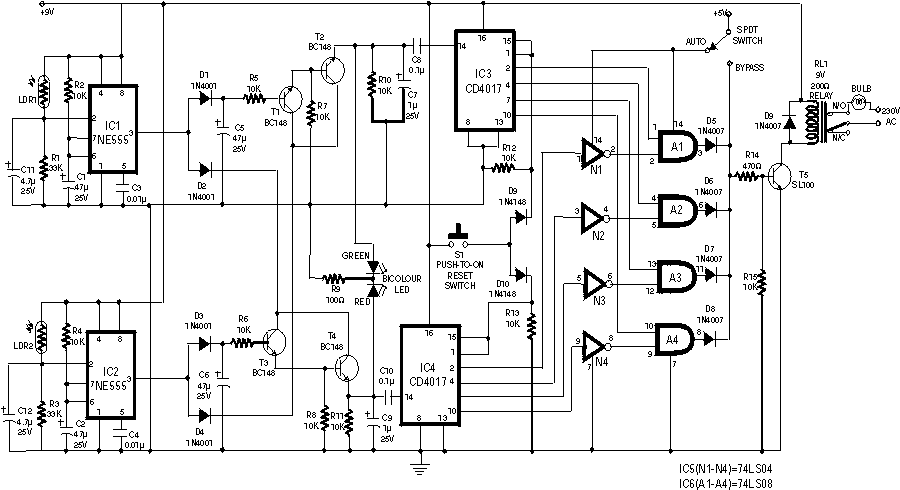 +9V
+5V
SPDT
SWITCH
AUTO
BYPASS
RL1
9V
200Ω
RELAY
BULB
N/O
N/C
230V
AC
D9
1N4007
LDR1
R2
10K
4 8
2
7
6
3
1 5
IC1
NE555
C11
4.7µ
25V
R1
33K
C1
47µ
25V
C3
0.01µ
D1
1N4001
D2
1N4001
C5
47µ
25V
R5
10K
T1
BC148
T2
BC148
R7
10K
R10
10K
C7
1µ
25V
C8
0.1µ
14
16
15
1
2
4
7
10
8 13
IC3
CD4017
R12
10K
D9
1N4148
D10
1N4148
R13
10K
S1
PUSH-TO-ON
RESET
SWITCH
GREEN
BICOLOUR
LED
RED
R9
100Ω
LDR2
R4
10K
4 8
2
7
6
3
1 5
IC2
NE555
C12
4.7µ
25V
R3
33K
C2
47µ
25V
C4
0.01µ
D3
1N4001
D4
1N4001
C6
47µ
25V
R6
10K
T3
BC148
T4
BC148
R8
10K
R11
10K
C9
1µ
25V
C10
0.1µ
14
16
15
1
2
4
7
10
8 13
IC4
CD4017
14
2
N1
3
4
N2
5
6
N3
9
8
N4
7
14
1
2
3
A1
4
5
6
A2
13
12
11
A3
10
9
8
A4
7
D5
1N4007
D6
1N4007
D7
1N4007
D8
1N4007
R14
470Ω
T5
SL100
R15
10K
IC5(N1-N4)=74LS04
IC6(A1-A4)=74LS08